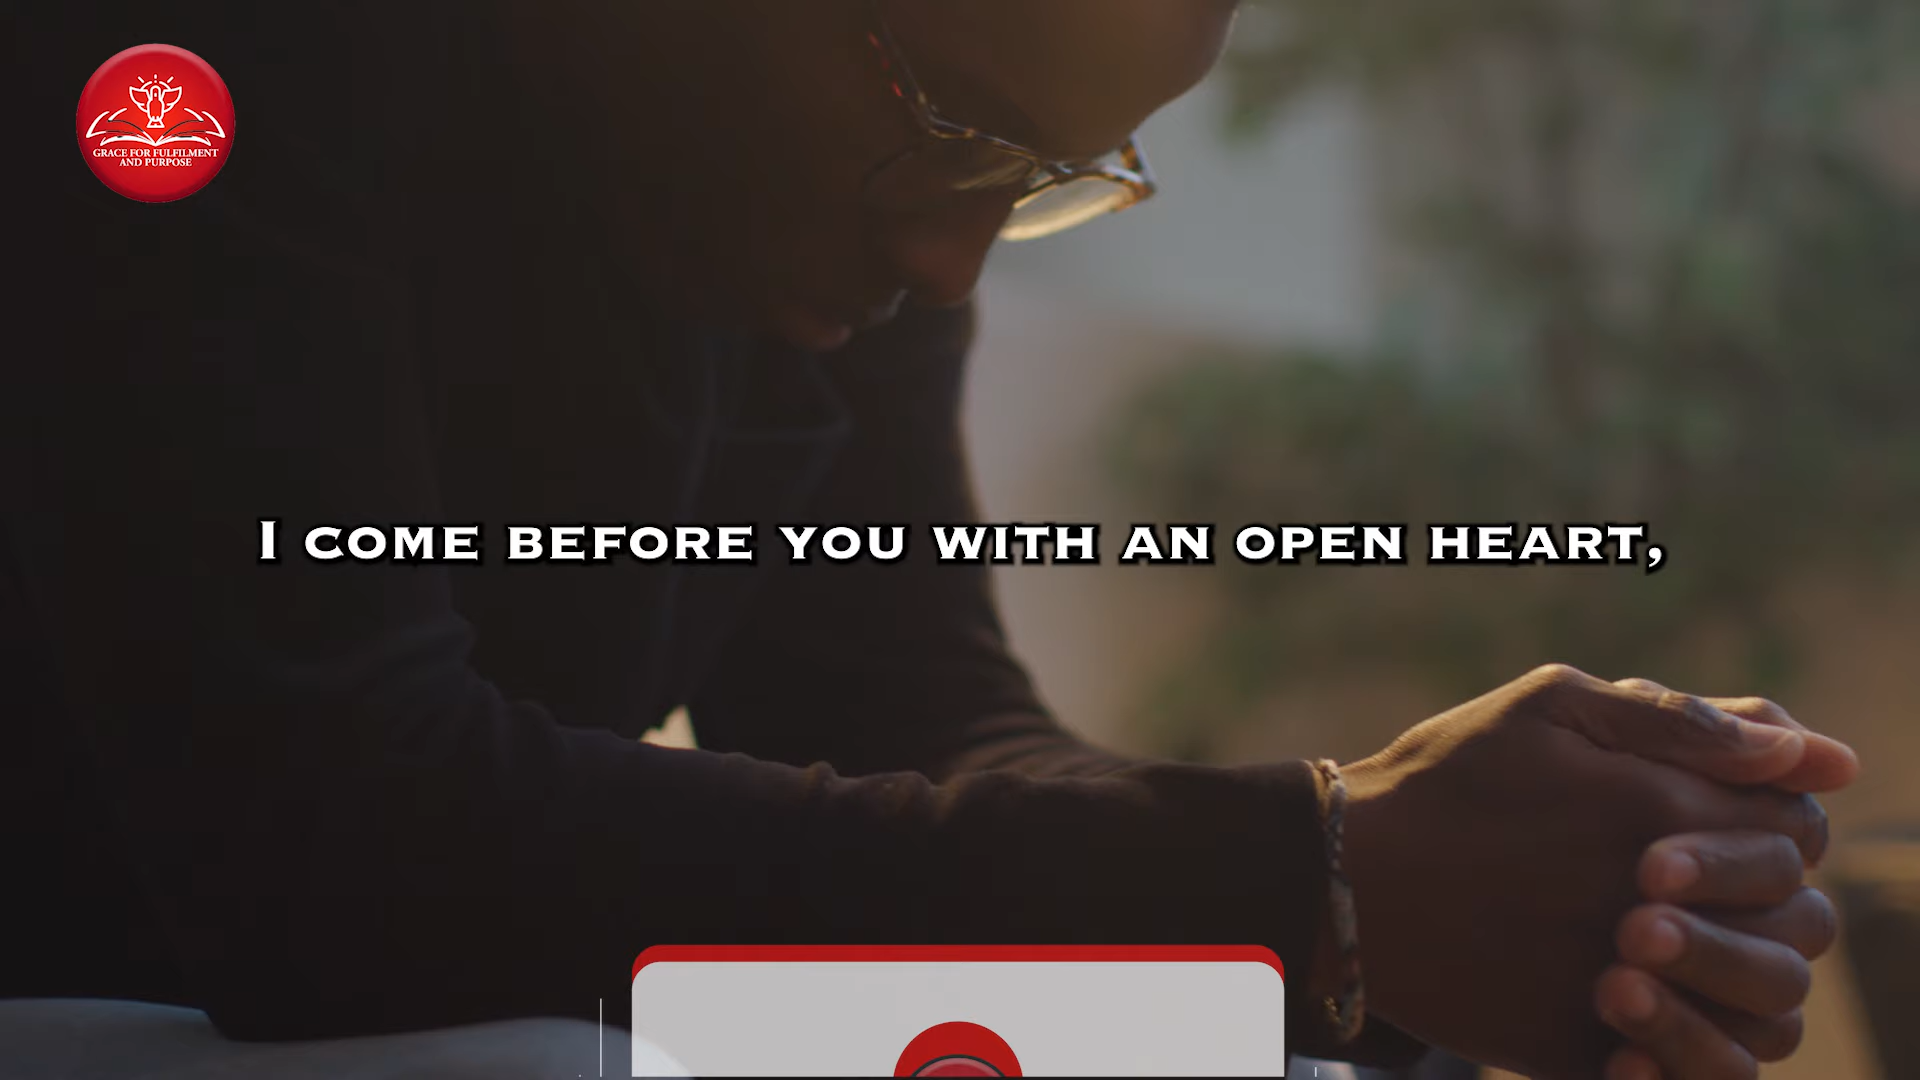 GRACE FOR FULFILMENT
AND PURPOSE
I COME BEFORE YOU WITH AN OPEN HEART,